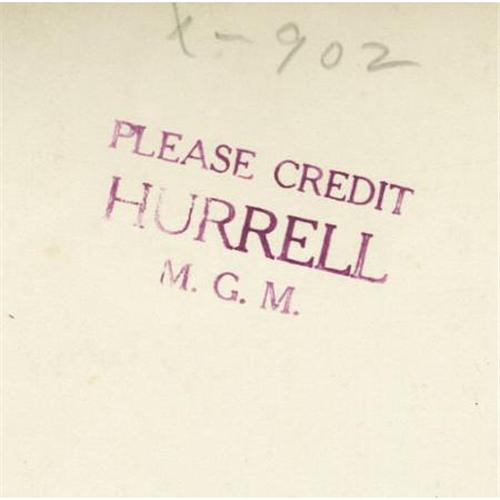 X-902
PLEASE CREDIT
HURRELL
M. G. M.